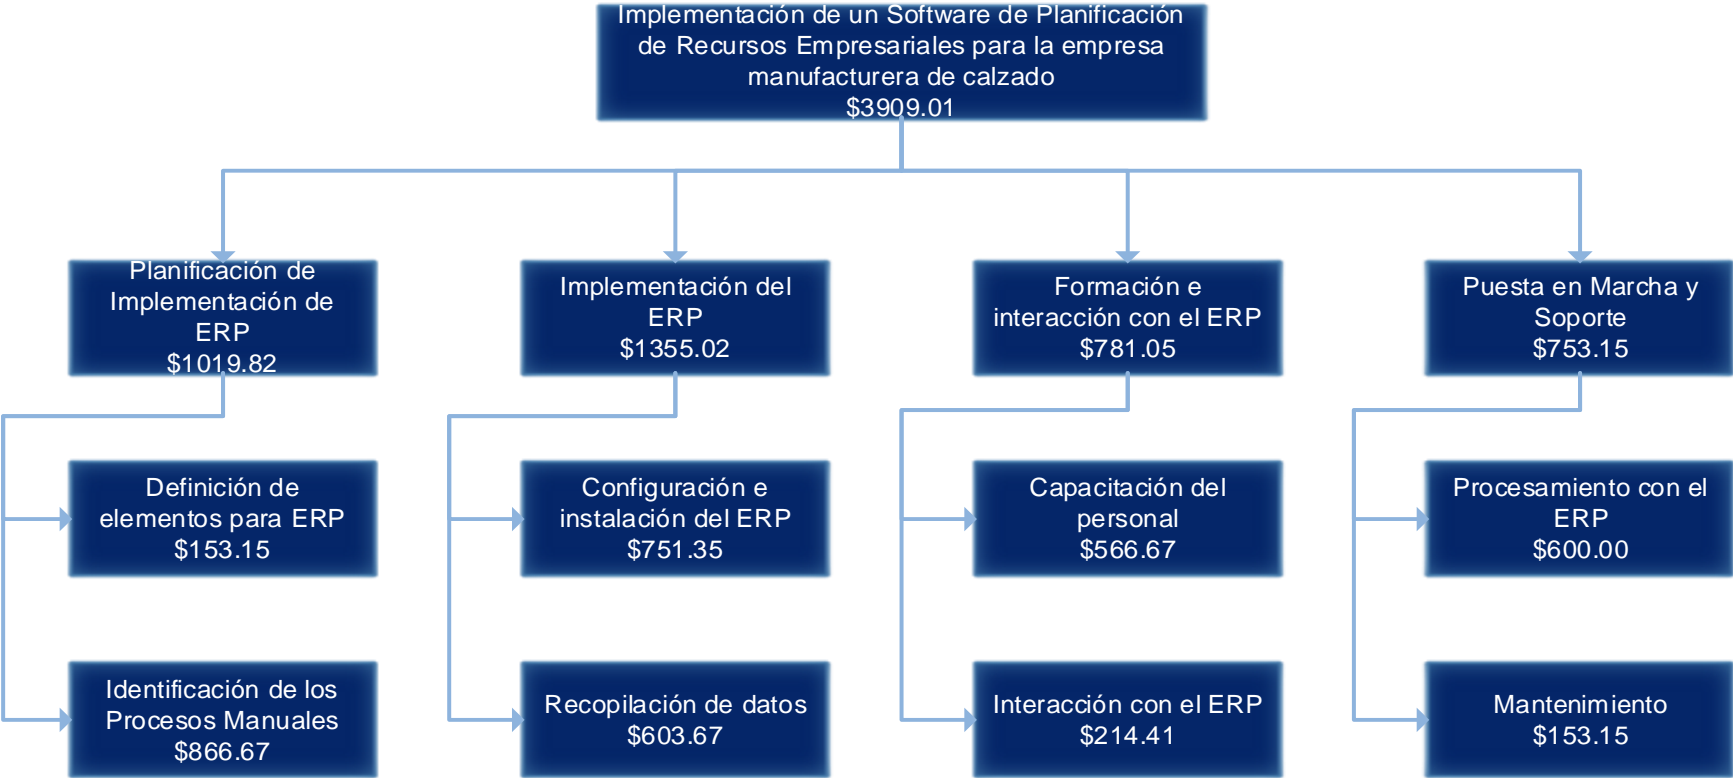 Implementación de un Software de Planificación
de Recursos Empresariales para la empresa
manufacturera de calzado
$3909.01
Planificación de
Implementación de
ERP
$1019.82
Implementación del
ERP
$1355.02
Formación e
interacción con el ERP
$781.05
Puesta en Marcha y
Soporte
$753.15
Definición de
elementos para ERP
$153.15
Configuración e
instalación del ERP
$751.35
Capacitación del
personal
$566.67
Procesamiento con el
ERP
$600.00
Identificación de los
Procesos Manuales
$866.67
Recopilación de datos
$603.67
Interacción con el ERP
$214.41
Mantenimiento
$153.15